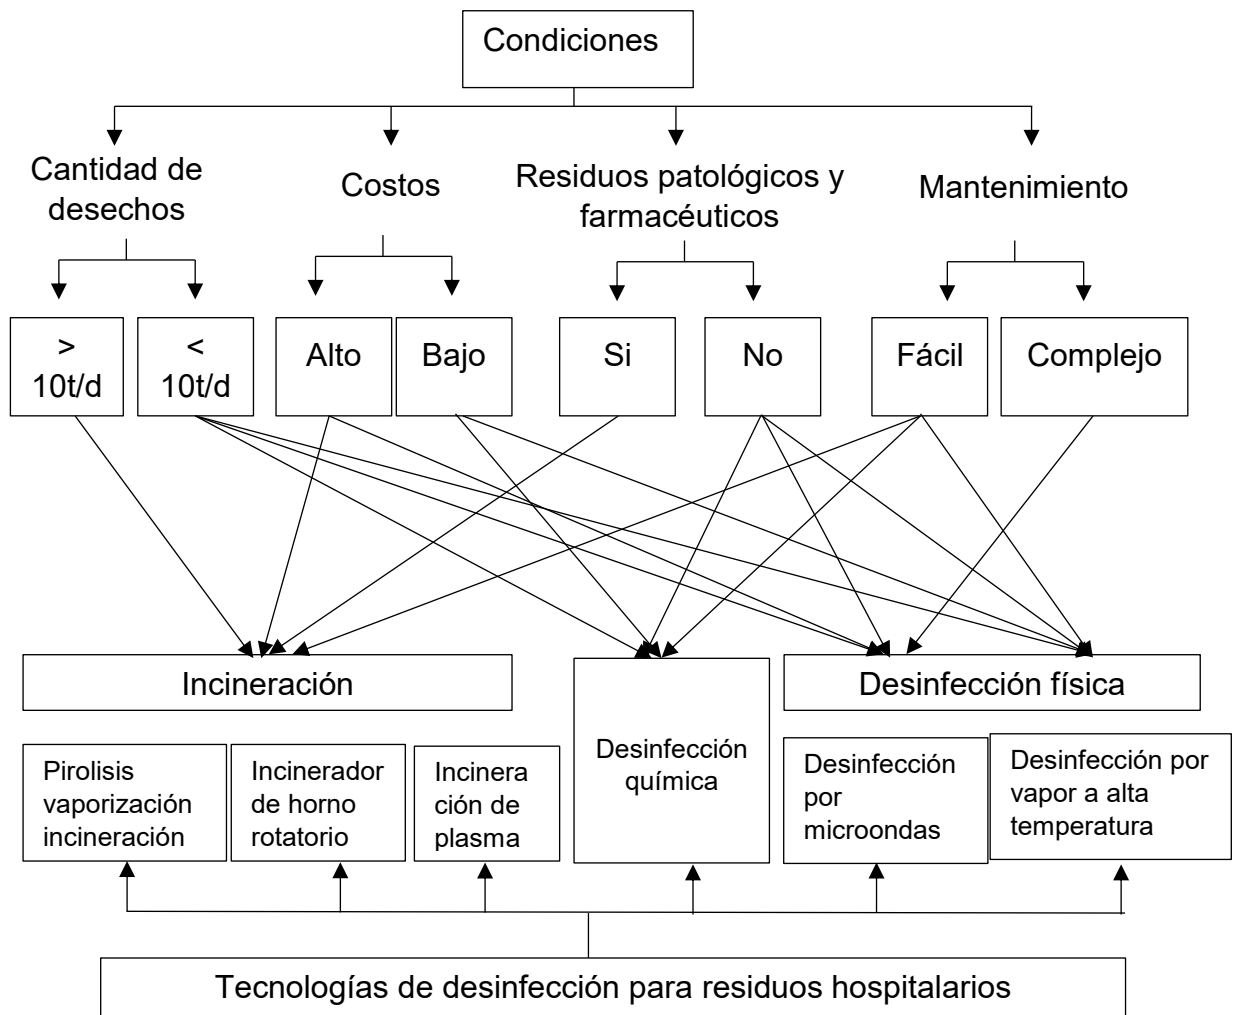 Condiciones
Cantidad de
desechos
Costos
Residuos patológicos y
farmacéuticos
Mantenimiento
>
10t/d
<
10t/d
Alto
Bajo
Si
No
Fácil
Complejo
Incineración
Desinfección
química
Desinfección física
Pirolisis
vaporización
incineración
Incinerador
de horno
rotatorio
Incinera
ción de
plasma
Desinfección
por
microondas
Desinfección por
vapor a alta
temperatura
Tecnologías de desinfección para residuos hospitalarios